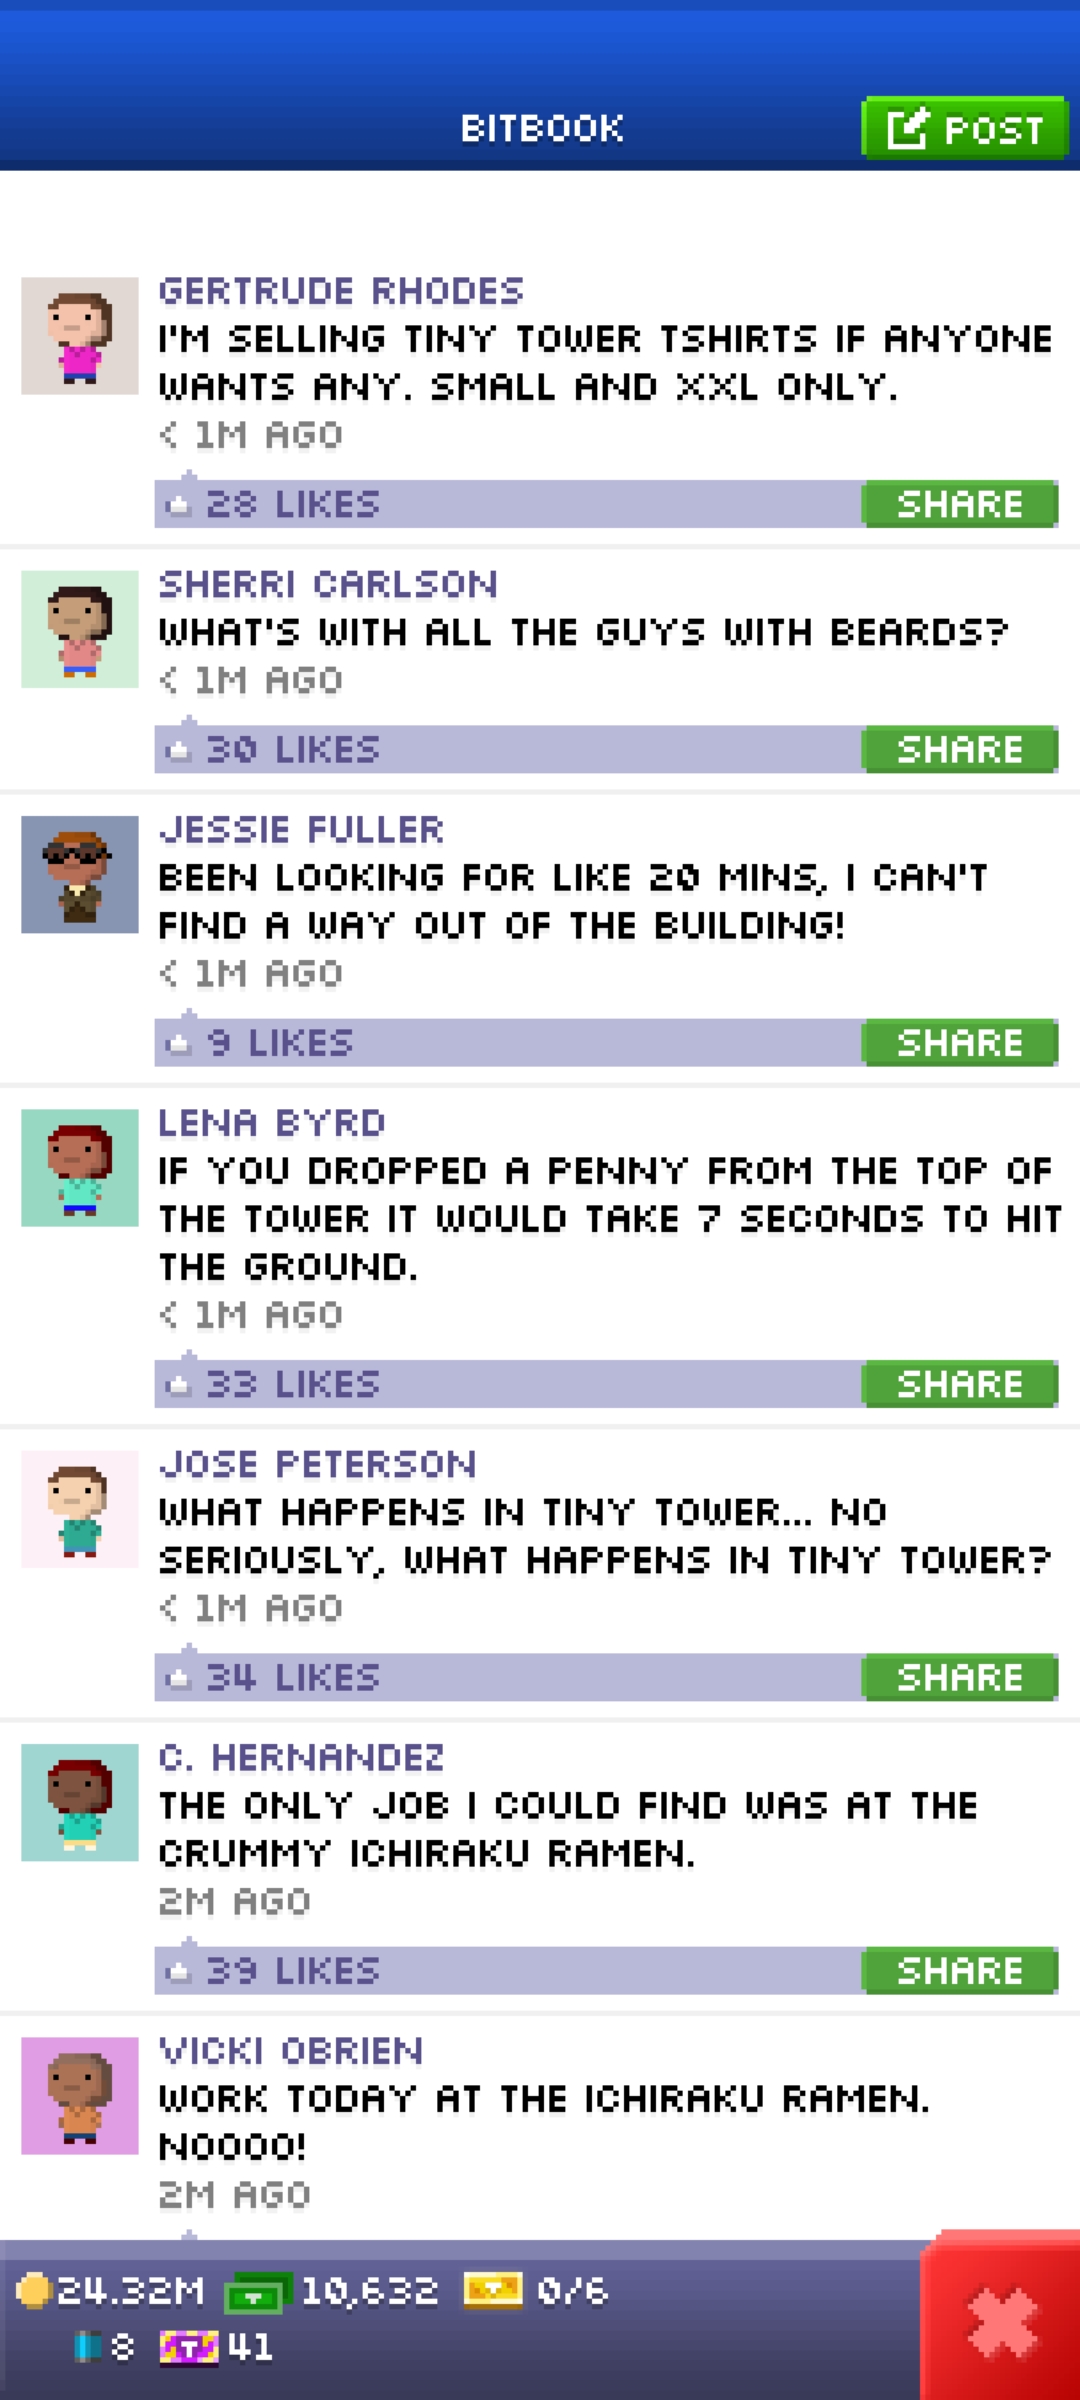 BITBOOK
POST
GERTRUDE RHODES
I'M SELLING TINY TOWER TSHIRTS IF ANYONE
WANTS ANY. SMALL AND XXL ONLY.
< 1M AGO
28 LIKES
SHARE
SHERRI CARLSON
WHAT'S WITH ALL THE GUYS WITH BEARDS?
< 1M AGO
30 LIKES
SHARE
JESSIE FULLER
BEEN LOOKING FOR LIKE 20 MINS, I CAN'T
FIND A WAY OUT OF THE BUILDING!
< 1M AGO
9 LIKES
SHARE
LENA BYRD
IF YOU DROPPED A PENNY FROM THE TOP OF
THE TOWER IT WOULD TAKE 7 SECONDS TO HIT
THE GROUND.
< 1M AGO
33 LIKES
SHARE
JOSE PETERSON
WHAT HAPPENS IN TINY TOWER... NO
SERIOUSLY, WHAT HAPPENS IN TINY TOWER?
< 1M AGO
34 LIKES
SHARE
C. HERNANDEZ
THE ONLY JOB I COULD FIND WAS AT THE
CRUMMY ICHIRAKU RAMEN.
2M AGO
39 LIKES
SHARE
VICKI OBRIEN
WORK TODAY AT THE ICHIRAKU RAMEN.
NOOOO!
2M AGO
24.32M 10,632 0/6
8 T 41